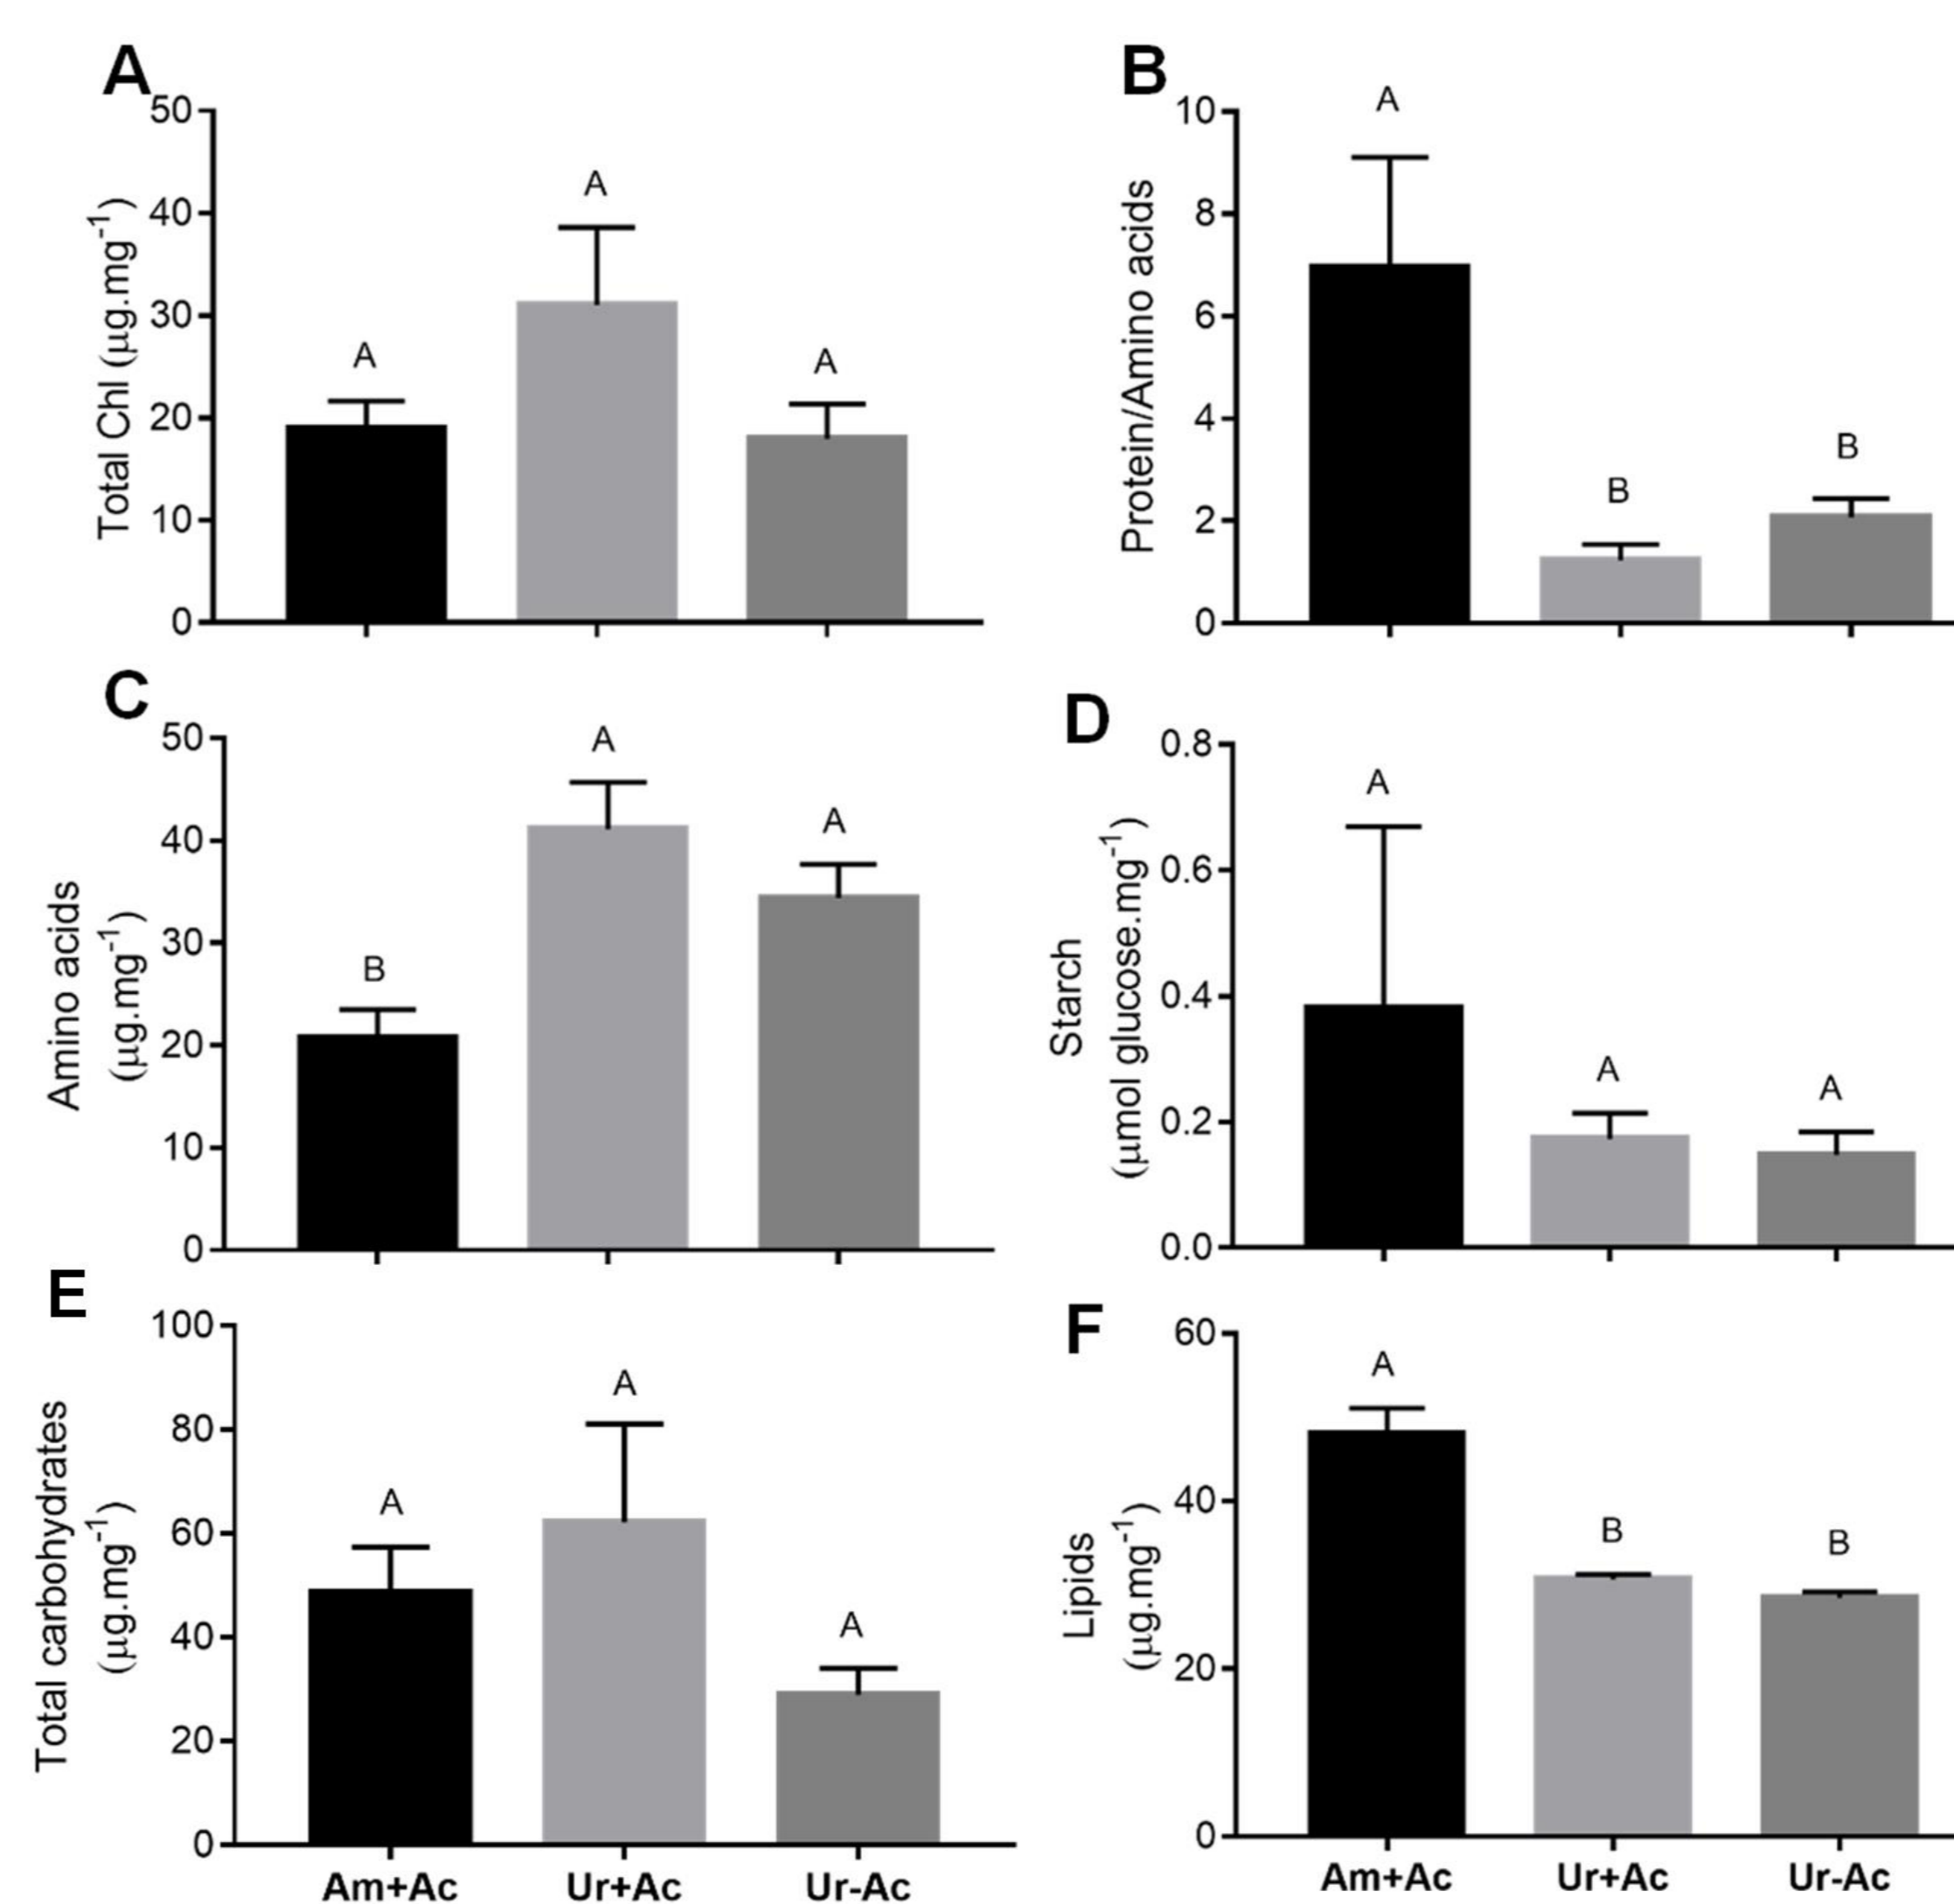 A
Total Chl (μg.mg⁻¹)
50
40
30
20
10
0
A
A
A
B
Protein/Amino acids
10
8
6
4
2
0
A
B
B
C
Amino acids
(μg.mg⁻¹)
50
40
30
20
10
0
B
A
A
D
Starch
(μmol glucose.mg⁻¹)
0.8
0.6
0.4
0.2
0.0
A
A
A
E
Total carbohydrates
(μg.mg⁻¹)
100
80
60
40
20
0
A
A
A
Am+Ac Ur+Ac Ur-Ac
F
Lipids
(μg.mg⁻¹)
60
40
20
0
A
B
B
Am+Ac Ur+Ac Ur-Ac